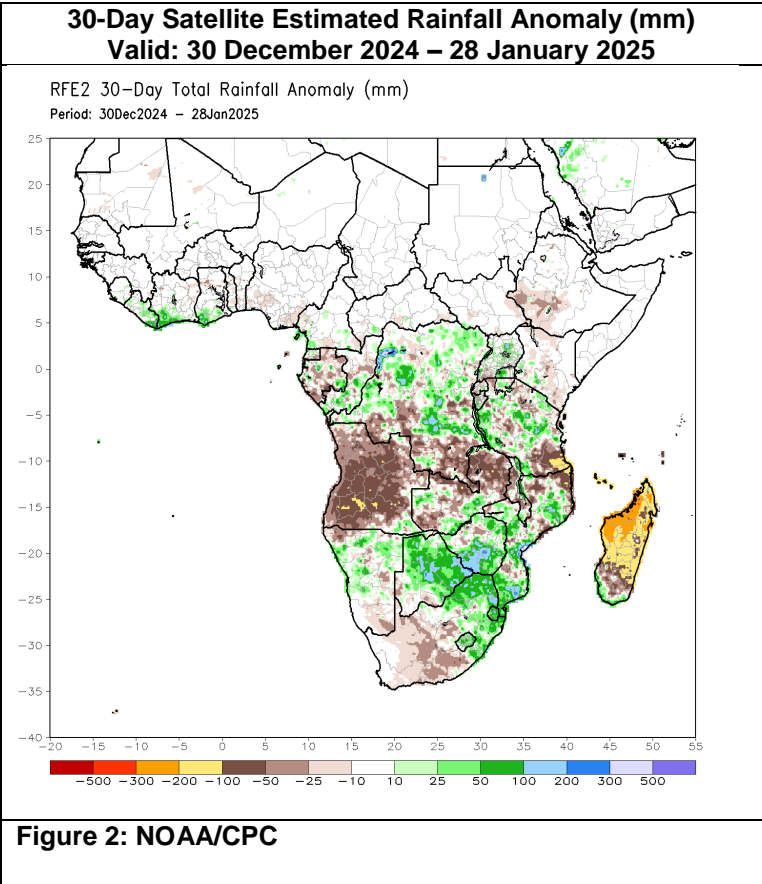 30-Day Satellite Estimated Rainfall Anomaly (mm)
Valid: 30 December 2024 – 28 January 2025
RFE2 30–Day Total Rainfall Anomaly (mm)
Period: 30Dec2024 – 28Jan2025
25
20
15
10
5
0
−5
−10
−15
−20
−25
−30
−35
−40
−20 −15 −10 −5 0 5 10 15 20 25 30 35 40 45 50 55
−500 −300 −200 −100 −50 −25 −10 10 25 50 100 200 300 500
Figure 2: NOAA/CPC